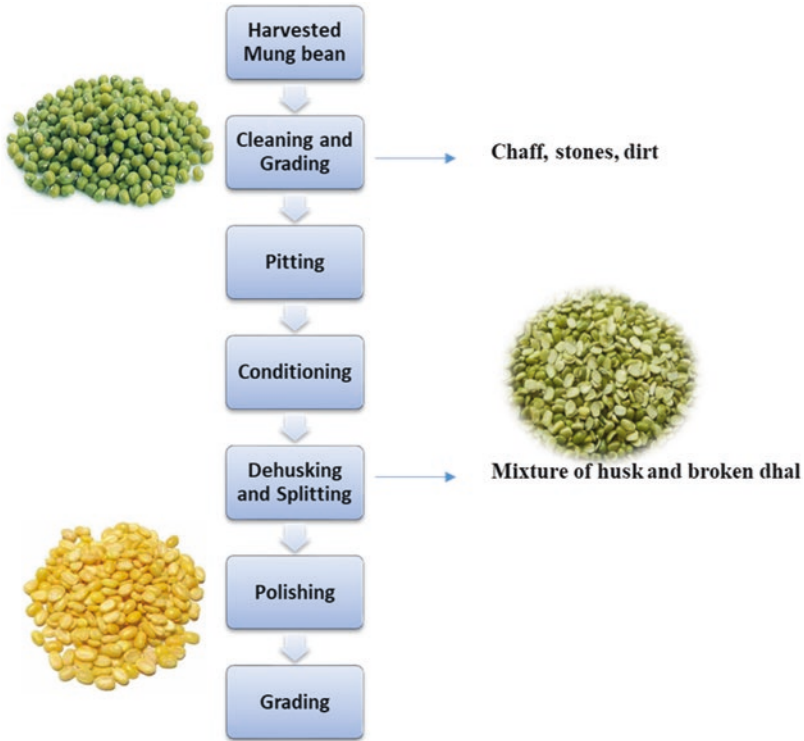 Harvested
Mung bean
Cleaning and
Grading
Chaff, stones, dirt
Pitting
Conditioning
Dehusking
and Splitting
Mixture of husk and broken dhal
Polishing
Grading